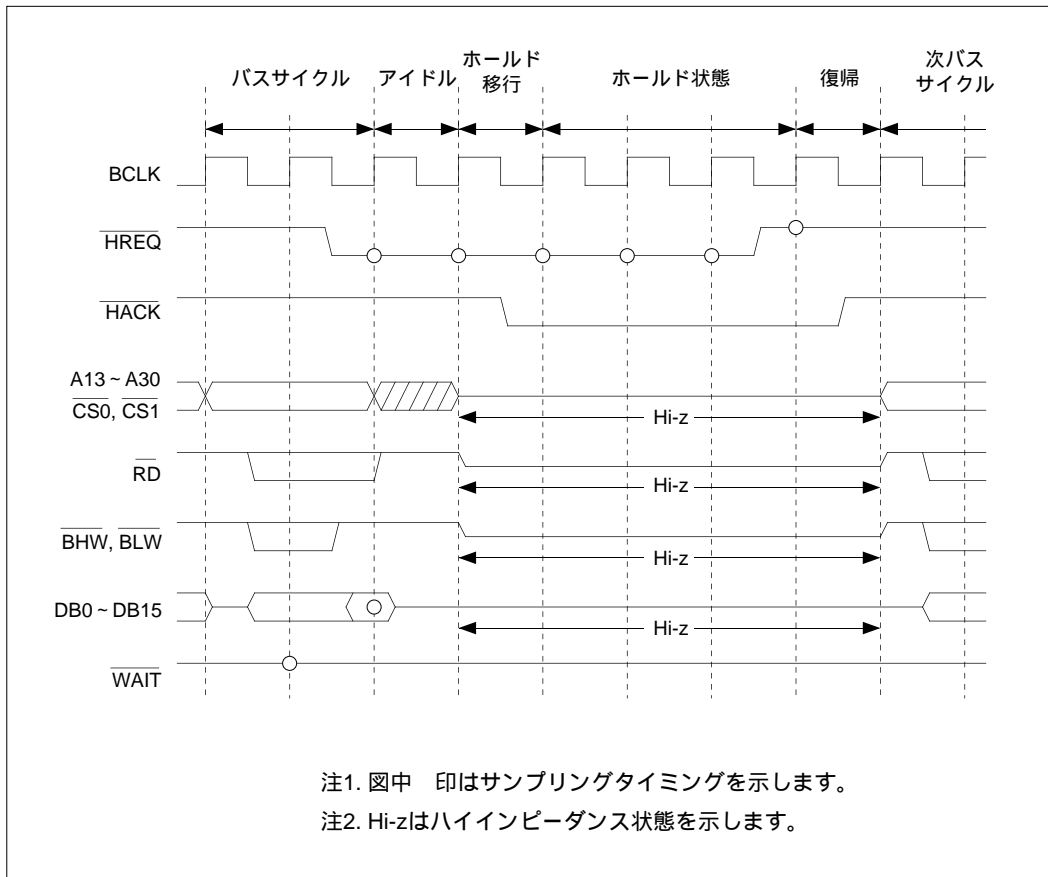 バスサイクル
アイドル
ホールド
移行
ホールド状態
復帰
次バス
サイクル
BCLK
HREQ
HACK
A13 ~ A30
CS0, CS1
Hi-z
RD
Hi-z
BHW, BLW
Hi-z
DB0 ~ DB15
Hi-z
WAIT
注1. 図中　印はサンプリングタイミングを示します。
注2. Hi-zはハイインピーダンス状態を示します。